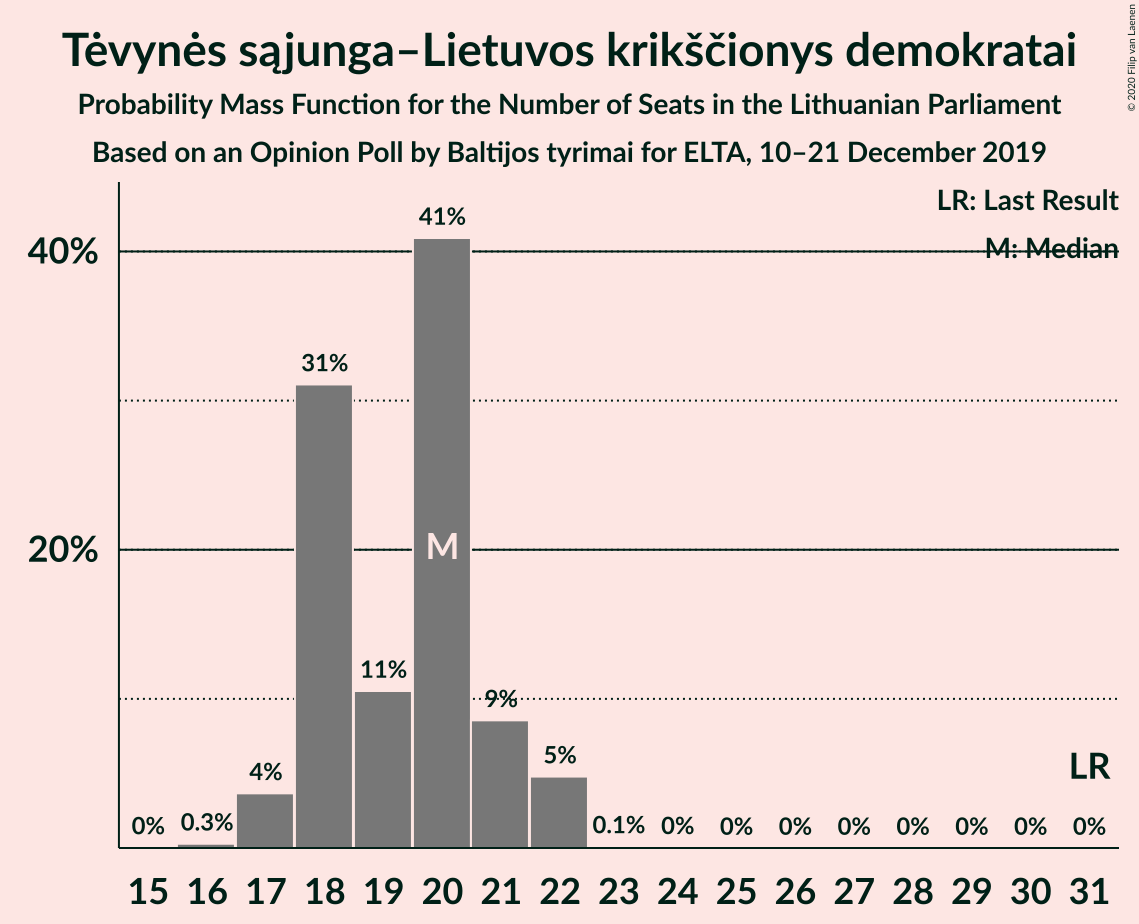 Tėvynės sąjunga–Lietuvos krikščionys demokratai
Probability Mass Function for the Number of Seats in the Lithuanian Parliament
Based on an Opinion Poll by Baltijos tyrimai for ELTA, 10–21 December 2019
© 2020 Filip van Laenen
LR: Last Result
M: Median
40%
20%
41%
31%
11%
9%
5%
4%
0.3%
0%
0.1%
0%
0%
0%
0%
0%
0%
0%
0%
M
LR
15 16 17 18 19 20 21 22 23 24 25 26 27 28 29 30 31